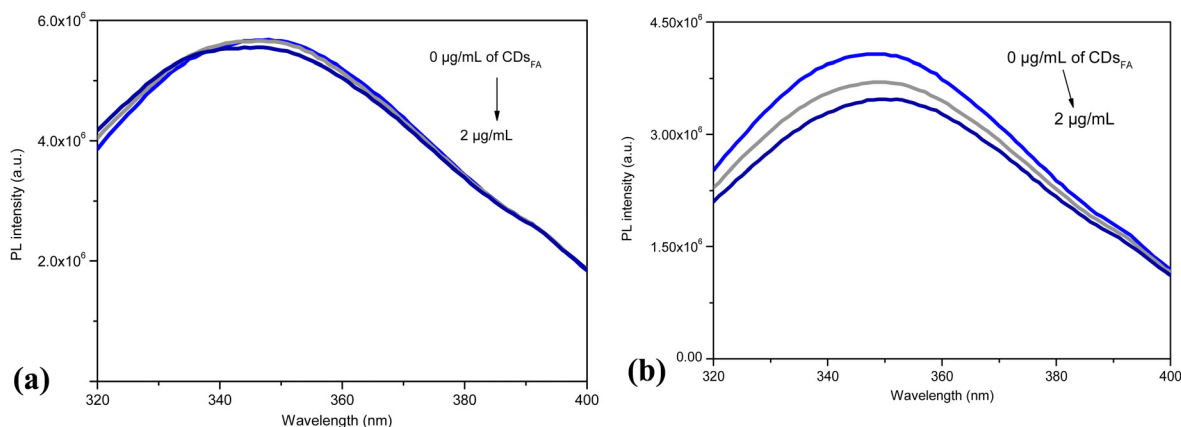 6.0x10⁶
4.0x10⁶
2.0x10⁶
PL intensity (a.u.)
0 µg/mL of CDs_FA
2 µg/mL
320
340
360
380
400
Wavelength (nm)
(a)
4.50x10⁶
3.00x10⁶
1.50x10⁶
0.00
PL intensity (a.u.)
0 µg/mL of CDs_FA
2 µg/mL
320
340
360
380
400
Wavelength (nm)
(b)